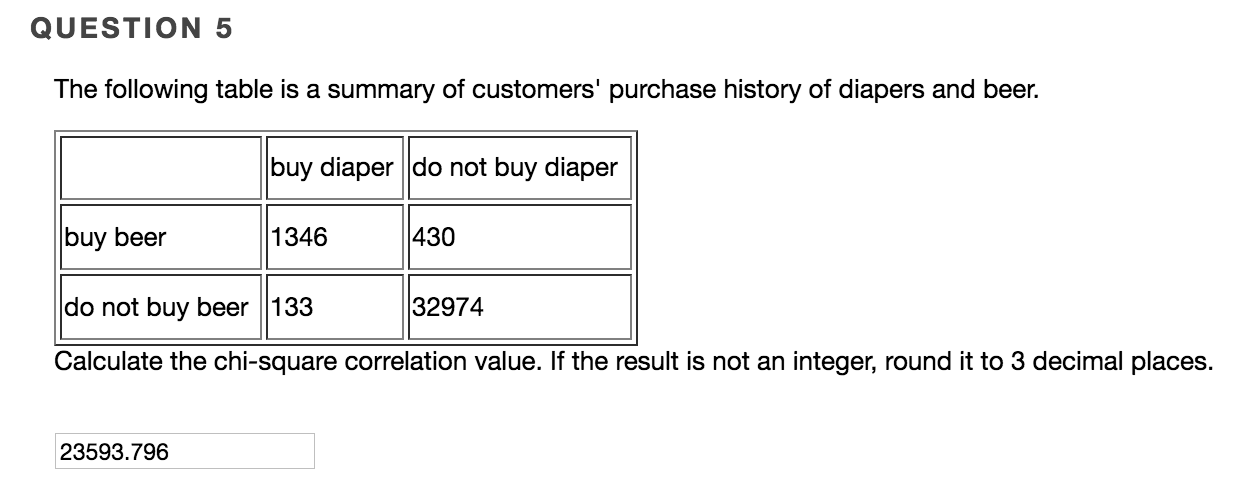 QUESTION 5
The following table is a summary of customers' purchase history of diapers and beer.
buy diaper do not buy diaper
buy beer 1346 430
do not buy beer 133 32974
Calculate the chi-square correlation value. If the result is not an integer, round it to 3 decimal places.
23593.796